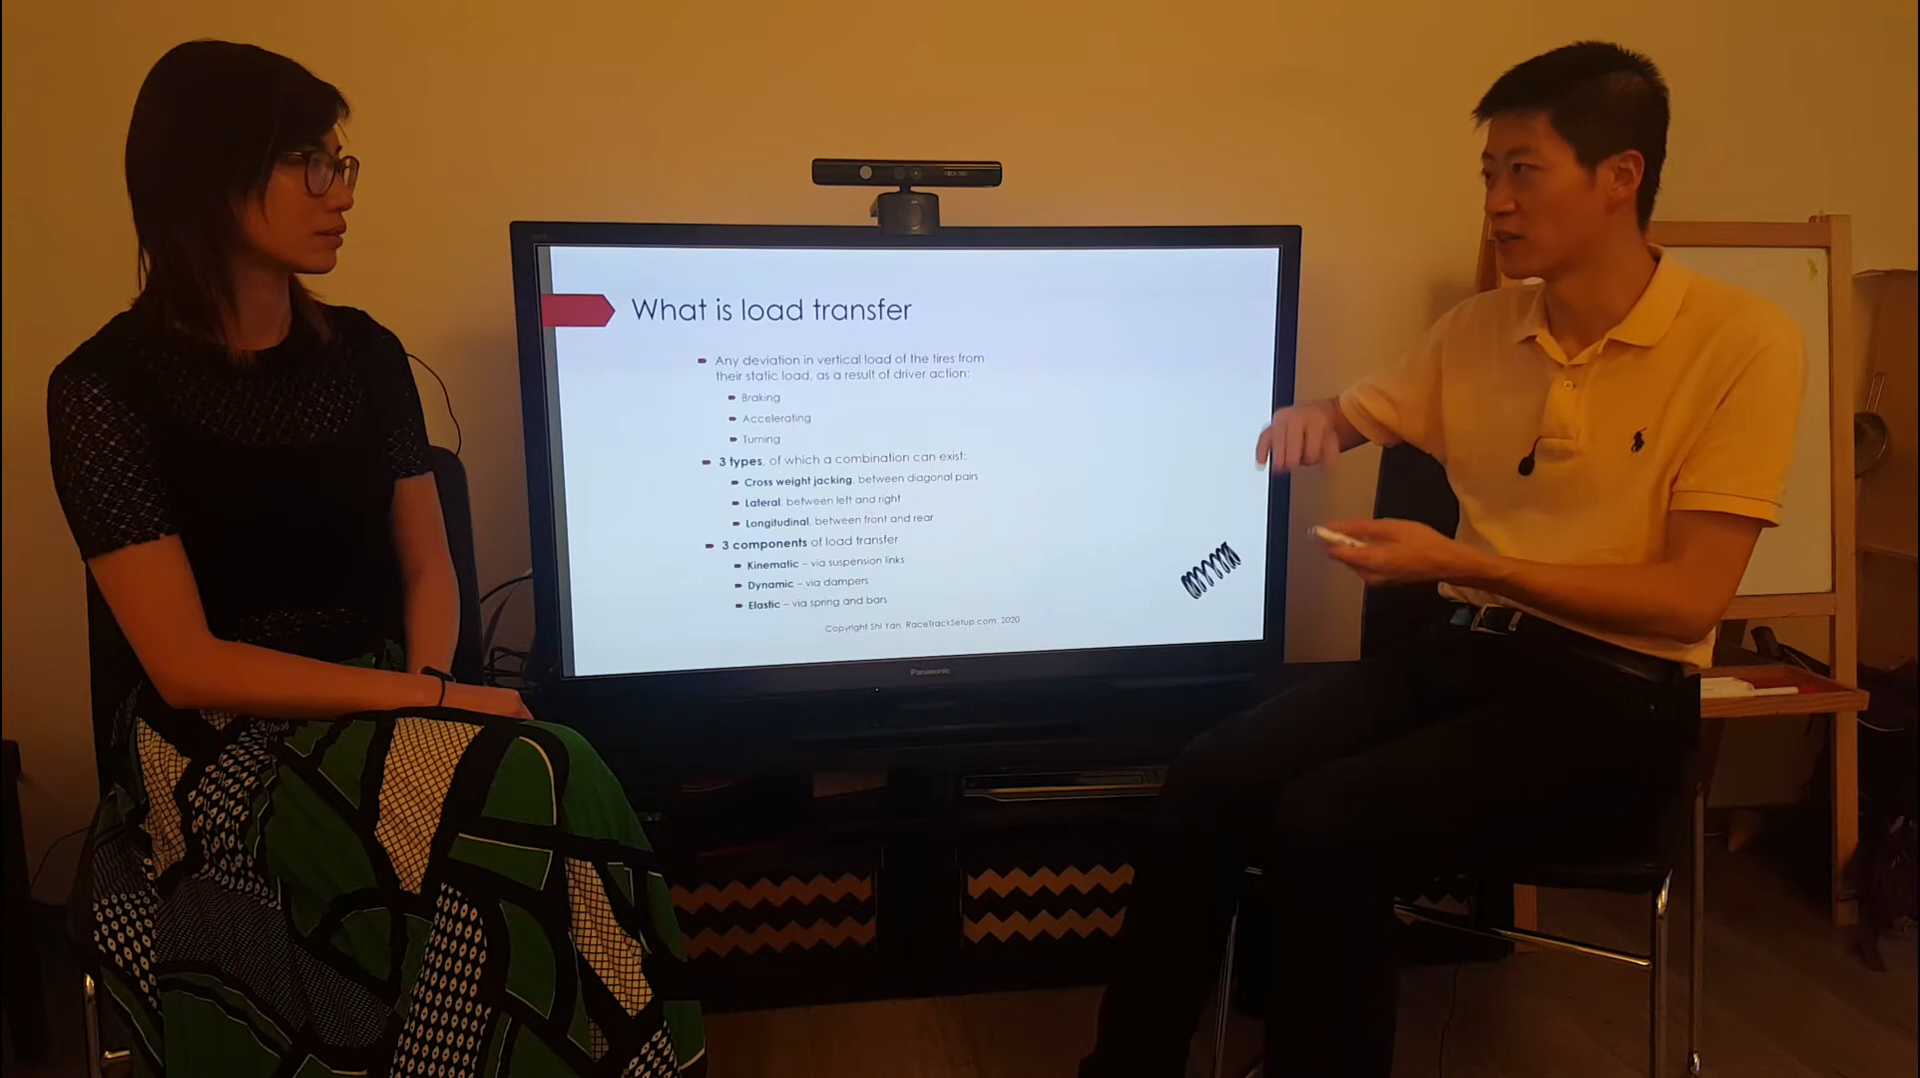 What is load transfer
Any deviation in vertical load of the tires from
their static load, as a result of driver action:
Braking
Accelerating
Turning
3 types, of which a combination can exist:
Cross weight jacking, between diagonal pairs
Lateral, between left and right
Longitudinal, between front and rear
3 components of load transfer
Kinematic – via suspension links
Dynamic – via dampers
Elastic – via spring and bars
Copyright Shi Yan, RaceTrackSetup.com, 2020
Panasonic
XBOX 360